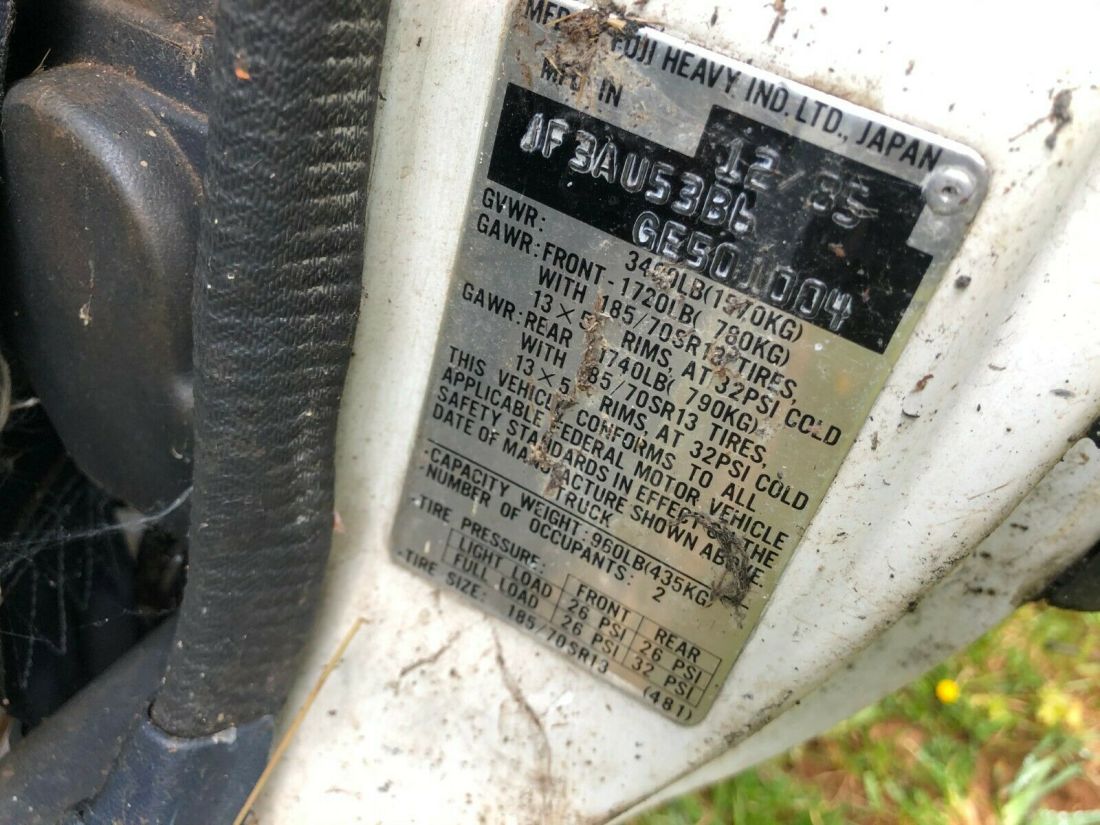 MFD. BY FUJI HEAVY IND. LTD., JAPAN
MFD. IN 12/85
JF3AU53B6
GE501004
GVWR: 3460LB(1570KG)
GAWR: FRONT-1720LB( 780KG)
WITH 185/70SR13 TIRES,
13×5 RIMS, AT 32PSI COLD
GAWR: REAR 1740LB( 790KG)
WITH 185/70SR13 TIRES,
13×5 RIMS, AT 32PSI COLD
THIS VEHICLE CONFORMS TO ALL
APPLICABLE FEDERAL MOTOR VEHICLE
SAFETY STANDARDS IN EFFECT ON THE
DATE OF MANUFACTURE SHOWN ABOVE.
TRUCK
·CAPACITY WEIGHT·960LB(435KG)
·NUMBER OF OCCUPANTS: 2
·TIRE PRESSURE: FRONT REAR
LIGHT LOAD 26 PSI 26 PSI
FULL LOAD 26 PSI 32 PSI
·TIRE SIZE: 185/70SR13
(481)